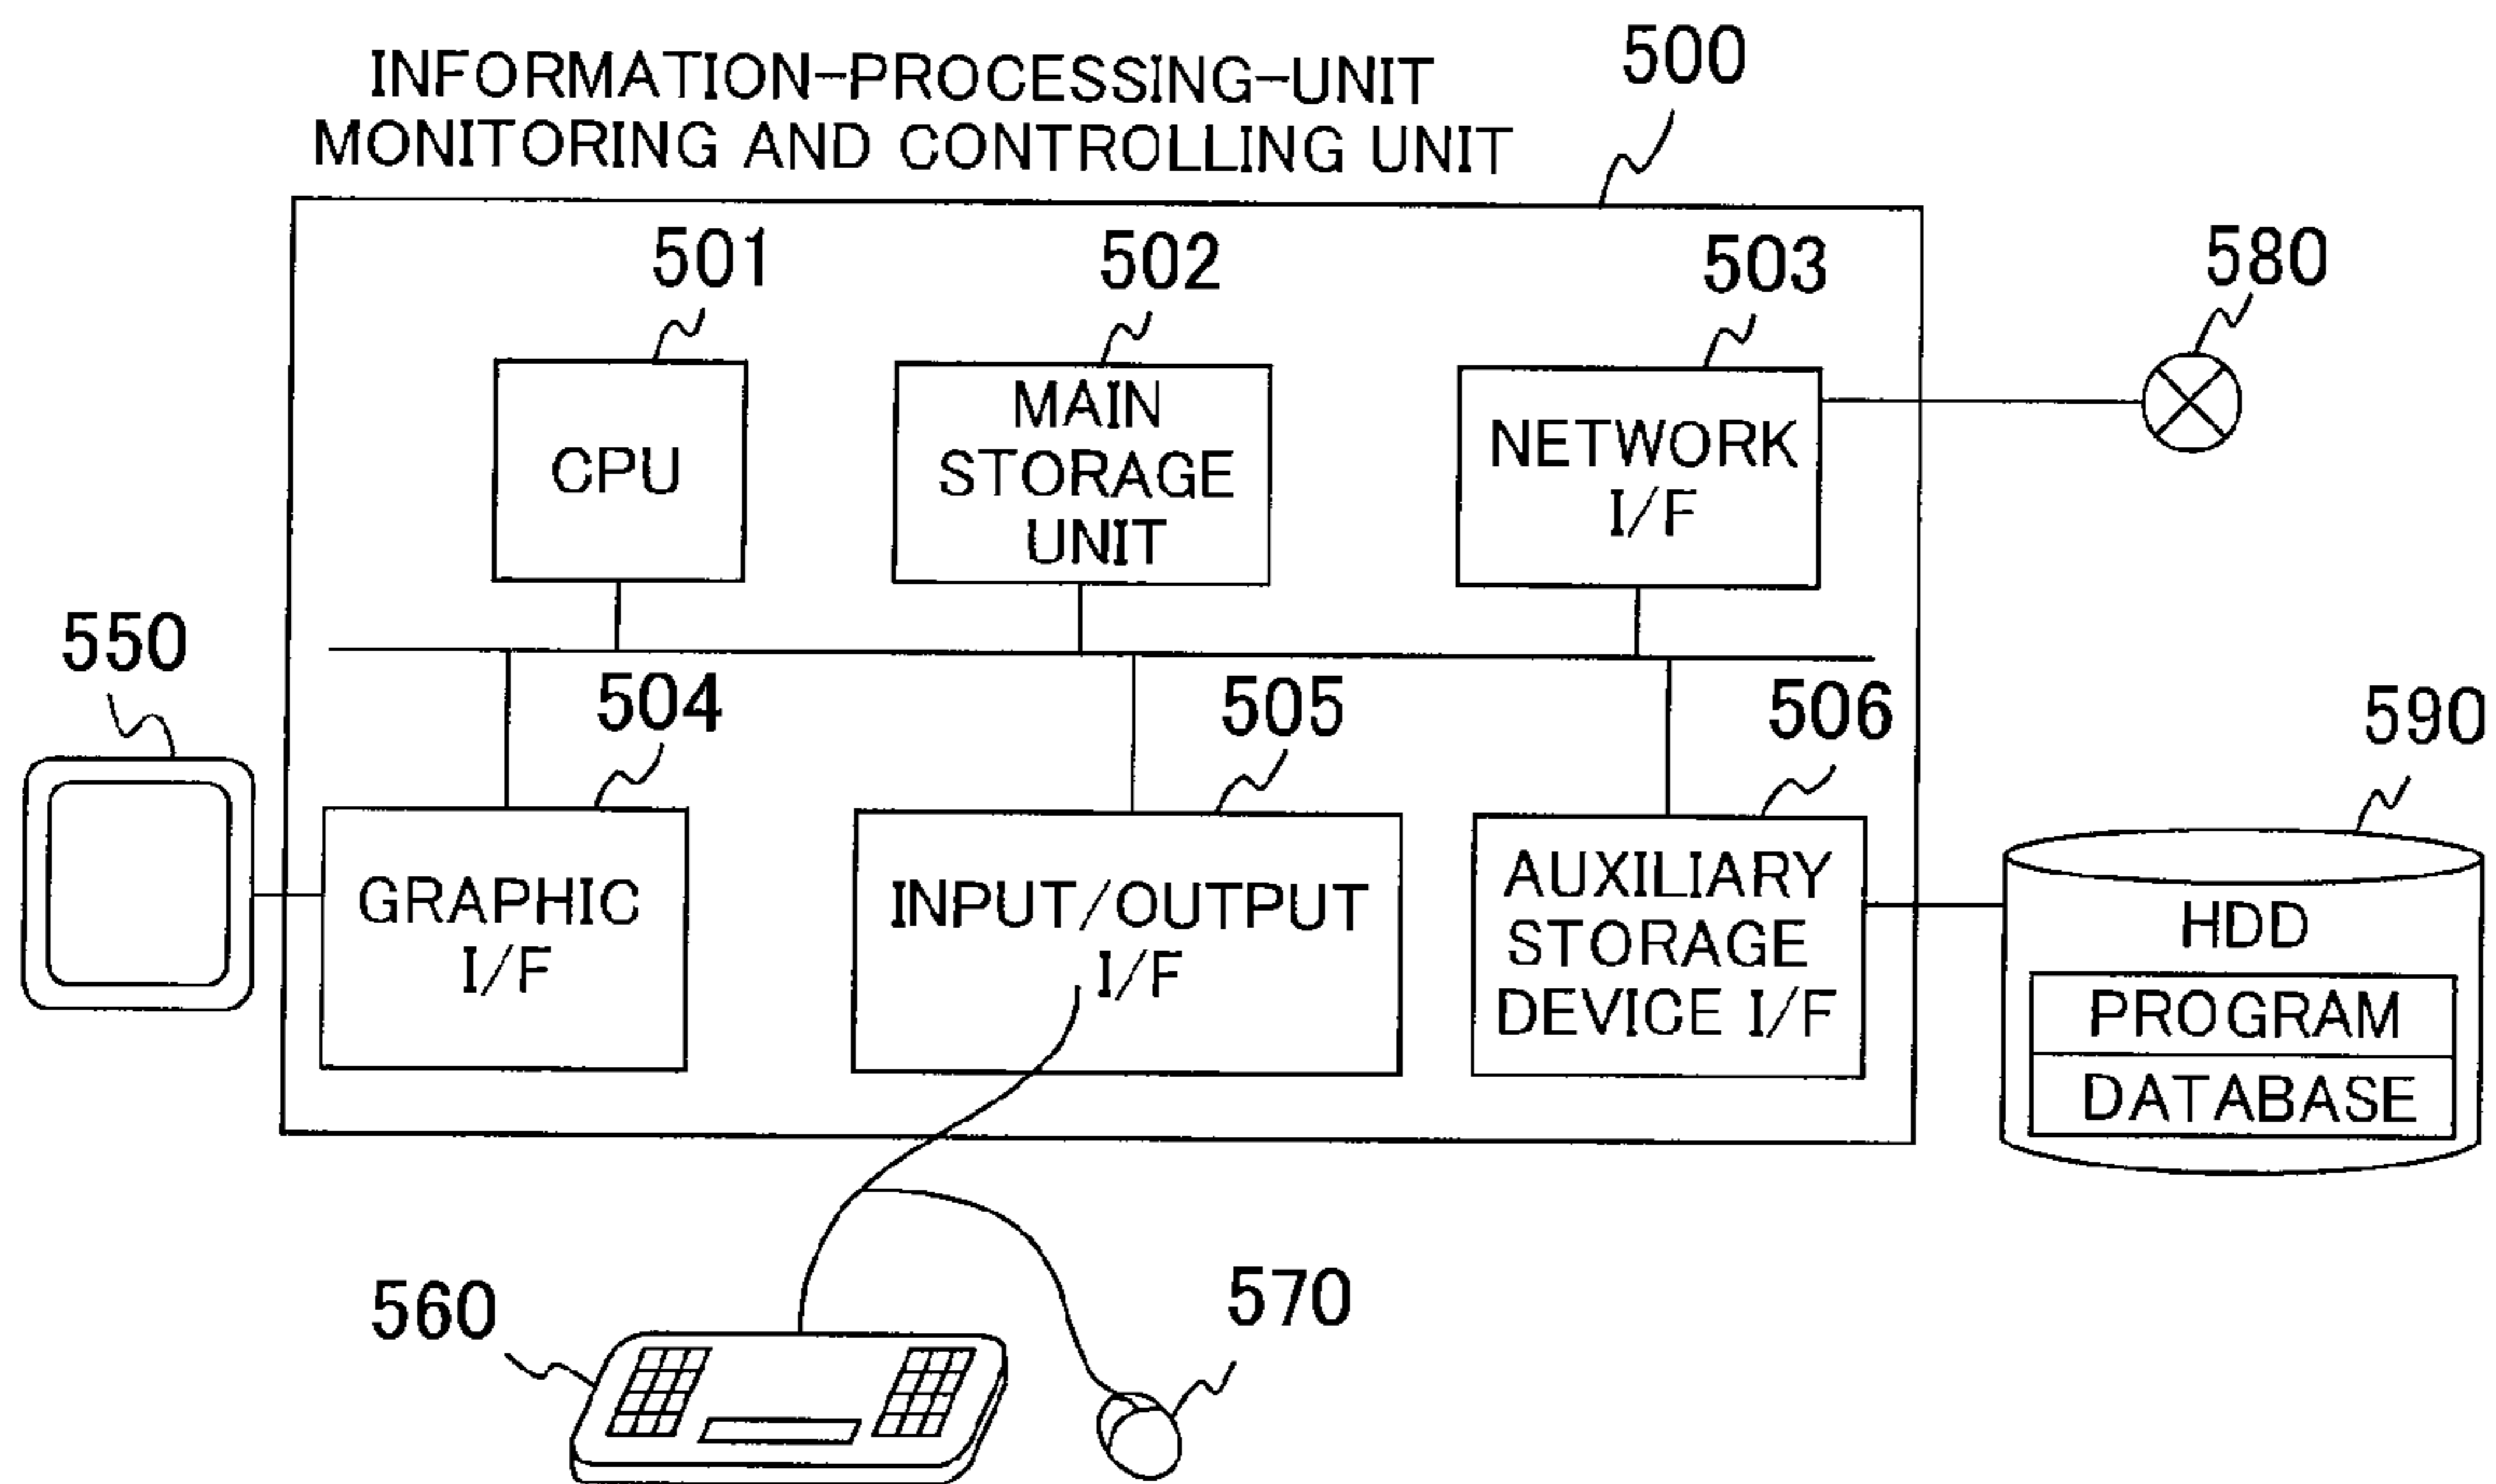 500
INFORMATION-PROCESSING-UNIT
MONITORING AND CONTROLLING UNIT
501
502
503
580
CPU
MAIN
STORAGE
UNIT
NETWORK
I/F
550
504
505
506
590
GRAPHIC
I/F
INPUT/OUTPUT
I/F
AUXILIARY
STORAGE
DEVICE I/F
HDD
PROGRAM
DATABASE
560
570